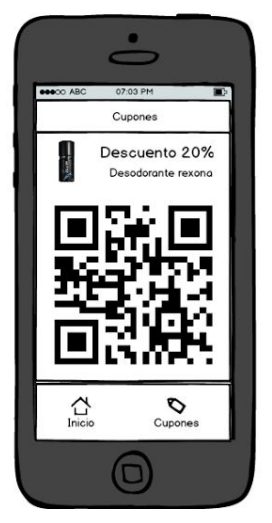 ABC 07:03 PM
Cupones
Descuento 20%
Desodorante rexona
Inicio Cupones